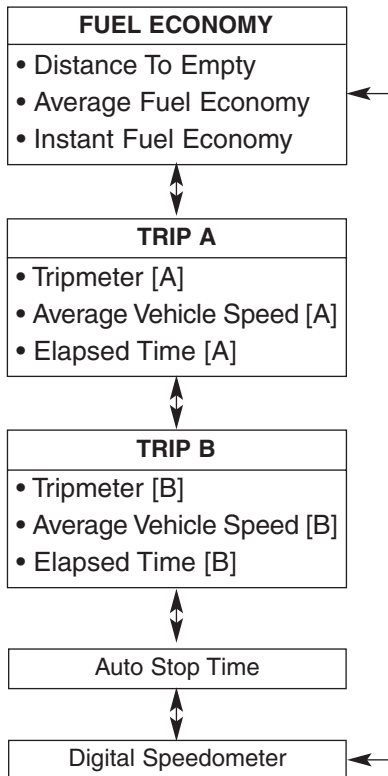 FUEL ECONOMY
• Distance To Empty
• Average Fuel Economy
• Instant Fuel Economy
TRIP A
• Tripmeter [A]
• Average Vehicle Speed [A]
• Elapsed Time [A]
TRIP B
• Tripmeter [B]
• Average Vehicle Speed [B]
• Elapsed Time [B]
Auto Stop Time
Digital Speedometer